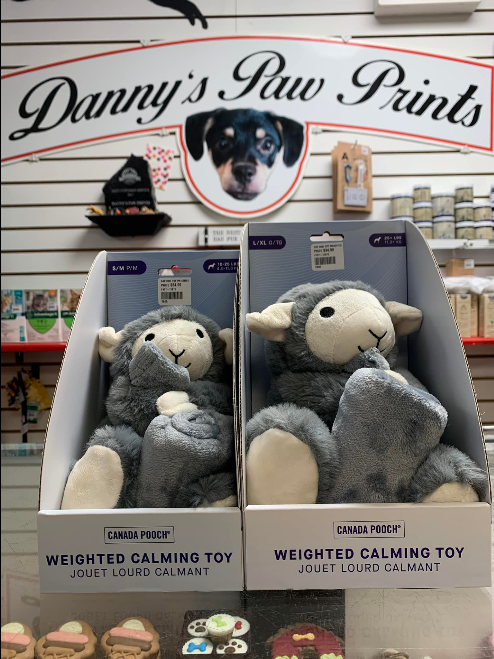 Danny's Paw Prints
S/M P/M
L/XL G/TG
CANADA POOCH
WEIGHTED CALMING TOY
JOUET LOURD CALMANT
CANADA POOCH
WEIGHTED CALMING TOY
JOUET LOURD CALMANT